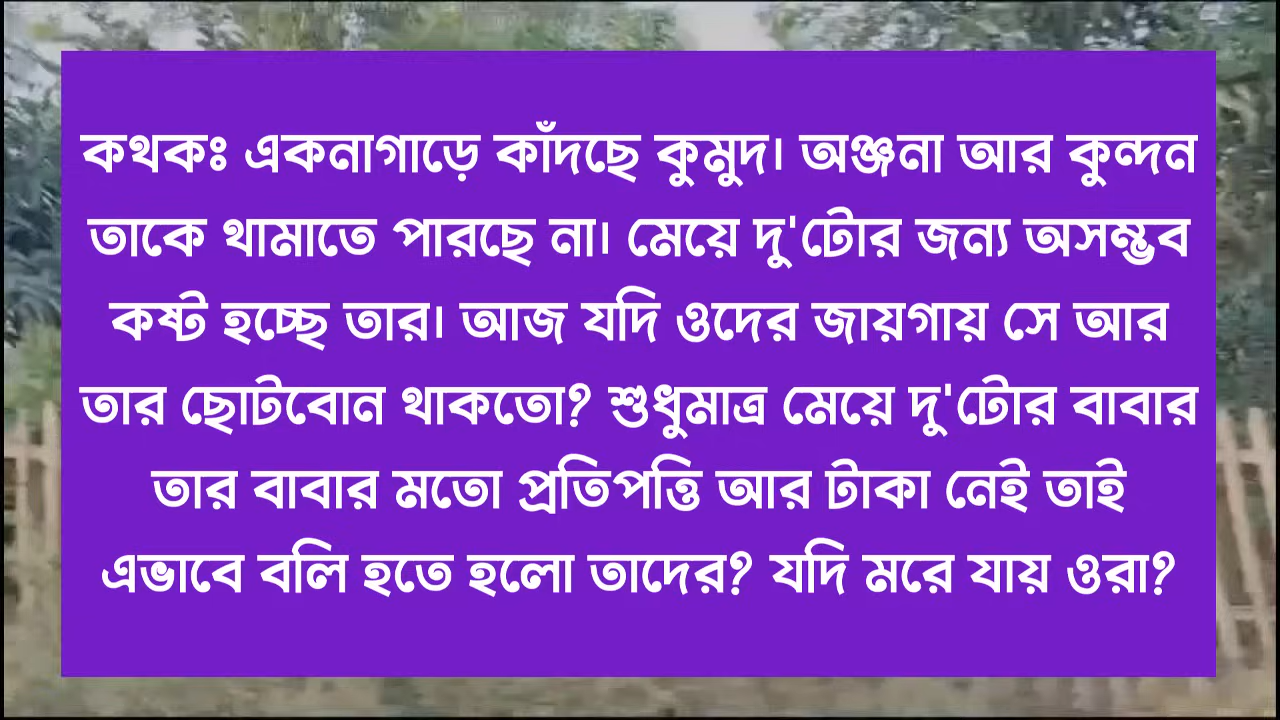 কথকঃ একনাগাড়ে কাঁদছে কুমুদ। অঞ্জনা আর কুন্দন
তাকে থামাতে পারছে না। মেয়ে দু'টোর জন্য অসম্ভব
কষ্ট হচ্ছে তার। আজ যদি ওদের জায়গায় সে আর
তার ছোটবোন থাকতো? শুধুমাত্র মেয়ে দু'টোর বাবার
তার বাবার মতো প্রতিপত্তি আর টাকা নেই তাই
এভাবে বলি হতে হলো তাদের? যদি মরে যায় ওরা?